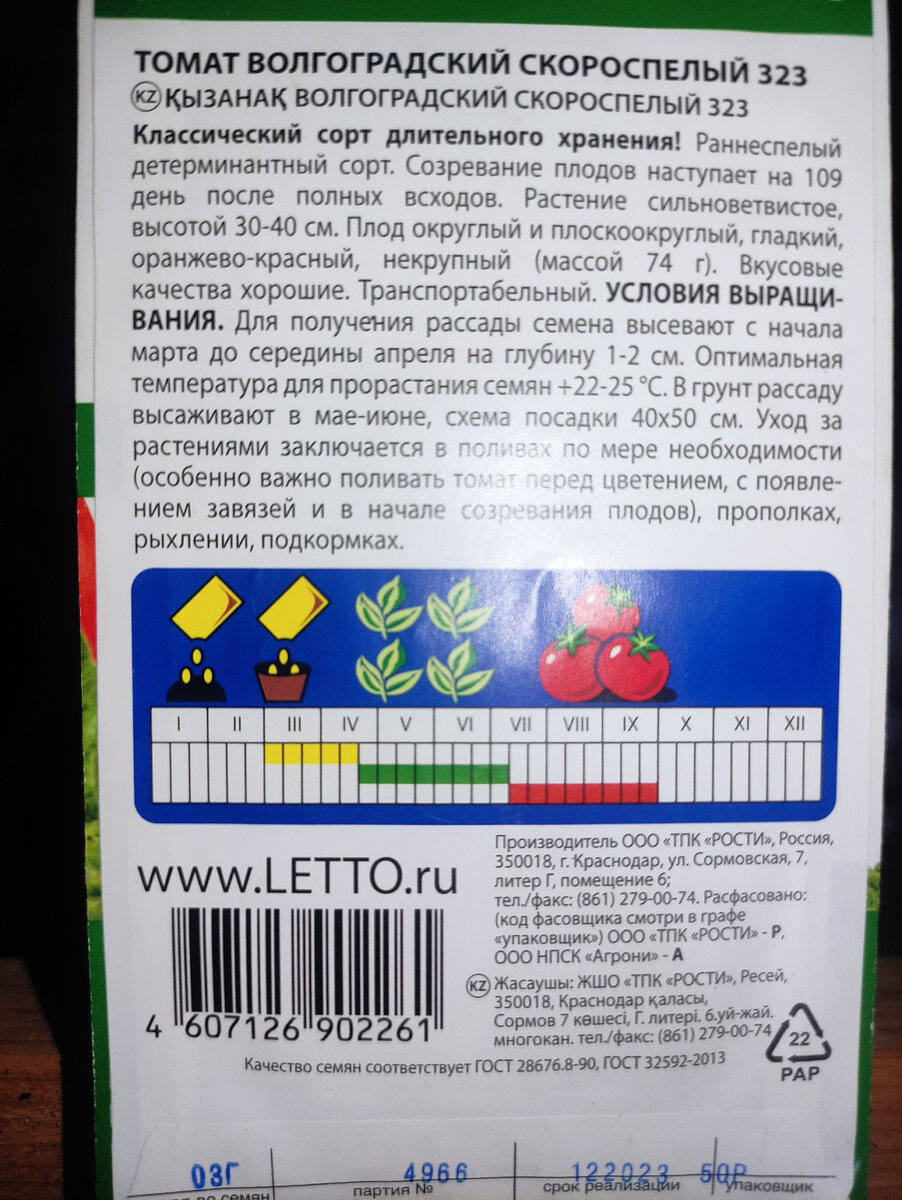 ТОМАТ ВОЛГОГРАДСКИЙ СКОРОСПЕЛЫЙ 323
KZ ҚЫЗАНАҚ ВОЛГОГРАДСКИЙ СКОРОСПЕЛЫЙ 323
Классический сорт длительного хранения! Раннеспелый
детерминантный сорт. Созревание плодов наступает на 109
день после полных всходов. Растение сильноветвистое,
высотой 30-40 см. Плод округлый и плоскоокруглый, гладкий,
оранжево-красный, некрупный (массой 74 г). Вкусовые
качества хорошие. Транспортабельный. УСЛОВИЯ ВЫРАЩИ-
ВАНИЯ. Для получения рассады семена высевают с начала
марта до середины апреля на глубину 1-2 см. Оптимальная
температура для прорастания семян +22-25 °С. В грунт рассаду
высаживают в мае-июне, схема посадки 40х50 см. Уход за
растениями заключается в поливах по мере необходимости
(особенно важно поливать томат перед цветением, с появле-
нием завязей и в начале созревания плодов), прополках,
рыхлении, подкормках.
I II III IV V VI VII VIII IX X XI XII
www.LETTO.ru
4 607126 902261
Производитель ООО «ТПК «РОСТИ», Россия,
350018, г. Краснодар, ул. Сормовская, 7,
литер Г, помещение 6;
тел./факс: (861) 279-00-74. Расфасовано:
(код фасовщика смотри в графе
«упаковщик») ООО «ТПК «РОСТИ» - Р,
ООО НПСК «Агрони» - А
KZ Жасаушы: ЖШО «ТПК «РОСТИ», Ресей,
350018, Краснодар қаласы,
Сормов 7 көшесі, Г. литері. 6.уй-жай.
многокан. тел./факс: (861) 279-00-74
22
PAP
Качество семян соответствует ГОСТ 28676.8-90, ГОСТ 32592-2013
03Г 4966 122023 50Р
во семян партия № срок реализации упаковщик